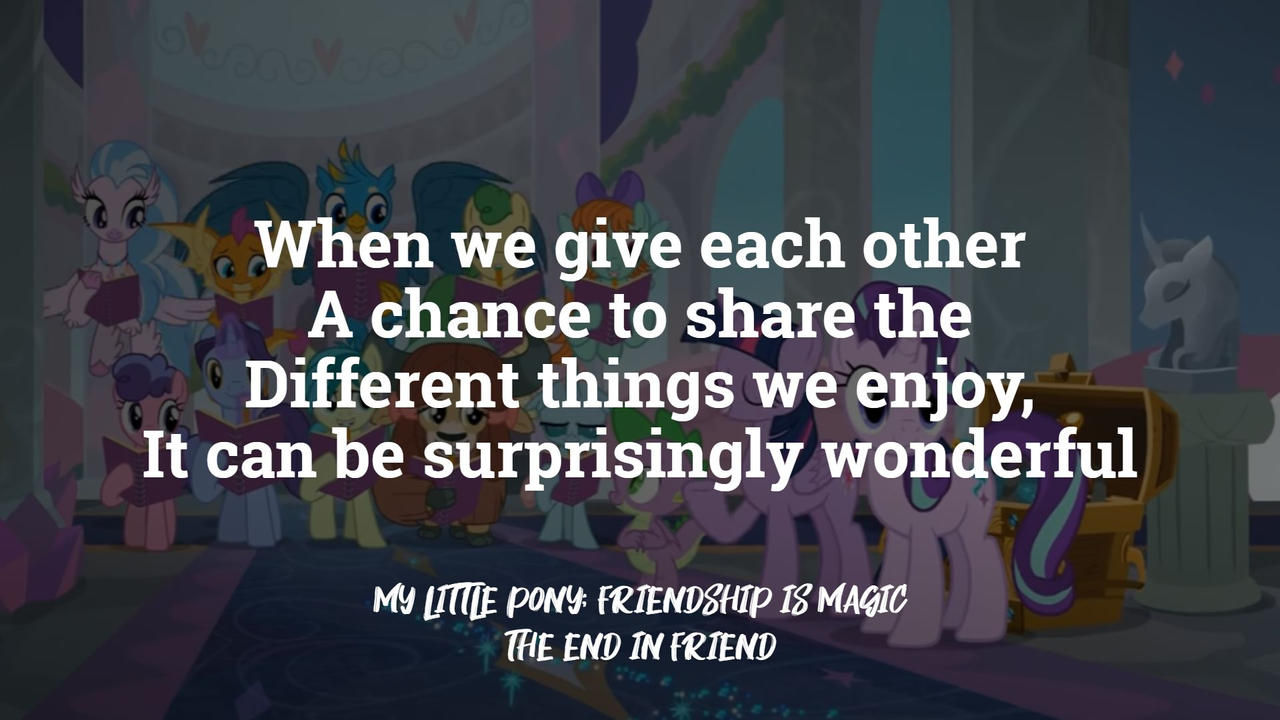 When we give each other
A chance to share the
Different things we enjoy,
It can be surprisingly wonderful
MY LITTLE PONY: FRIENDSHIP IS MAGIC
THE END IN FRIEND